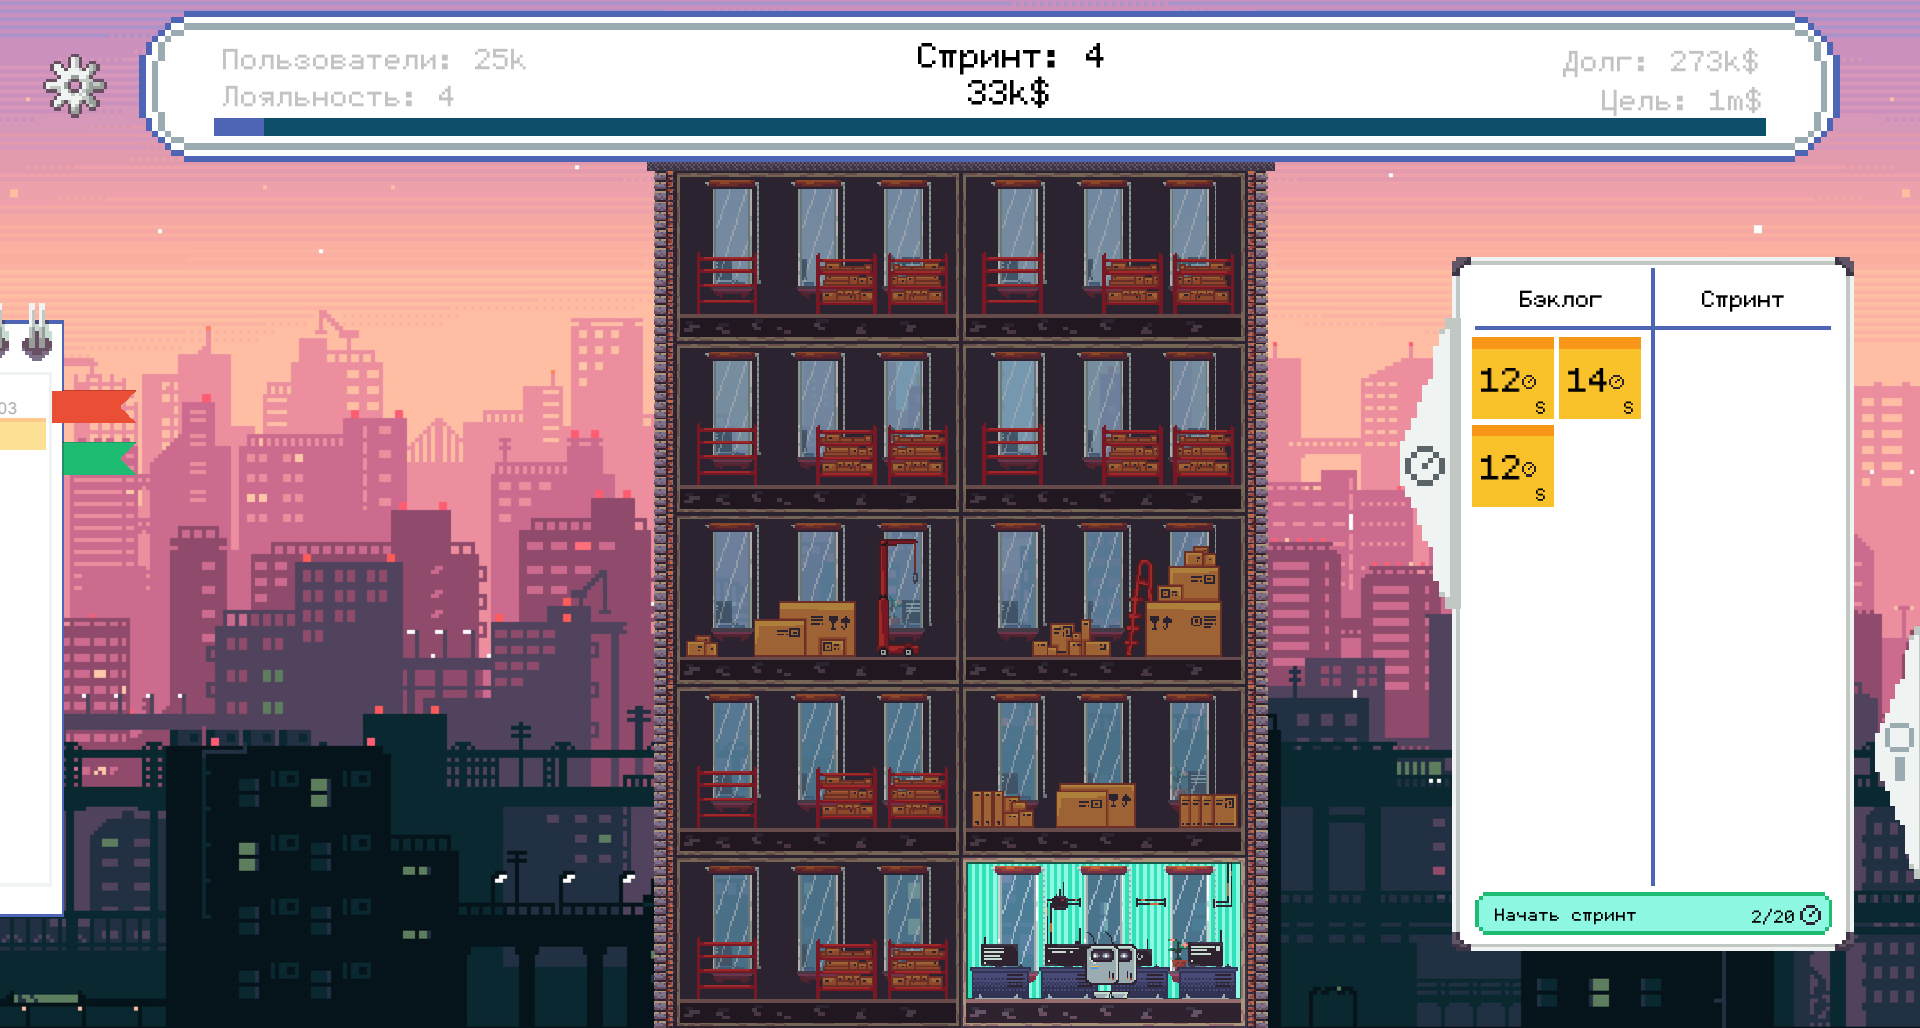 Пользователи: 25k
Лояльность: 4
Спринт: 4
33k$
Долг: 273k$
Цель: 1m$
03
Бэклог
Спринт
12
S
14
S
12
S
Начать спринт
2/20